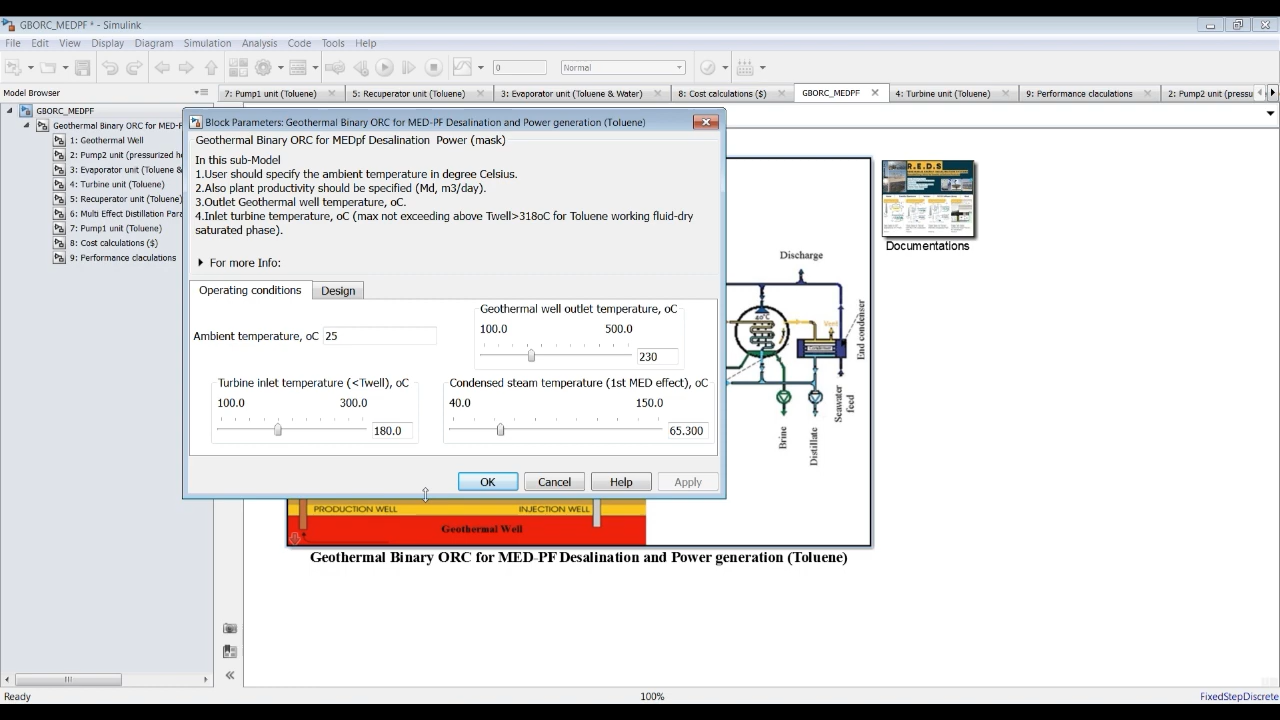 GBORC_MEDPF * - Simulink
File Edit View Display Diagram Simulation Analysis Code Tools Help
0
Normal
Model Browser
7: Pump1 unit (Toluene)
5: Recuperator unit (Toluene)
3: Evaporator unit (Toluene & Water)
8: Cost calculations ($)
GBORC_MEDPF
4: Turbine unit (Toluene)
9: Performance claculations
2: Pump2 unit (pressu
GBORC_MEDPF
Geothermal Binary ORC for MED-P
1: Geothermal Well
2: Pump2 unit (pressurized h
3: Evaporator unit (Toluene &
4: Turbine unit (Toluene)
5: Recuperator unit (Toluene
6: Multi Effect Distillation Para
7: Pump1 unit (Toluene)
8: Cost calculations ($)
9: Performance claculations
Block Parameters: Geothermal Binary ORC for MED-PF Desalination and Power generation (Toluene)
Geothermal Binary ORC for MEDpf Desalination Power (mask)
In this sub-Model
1.User should specify the ambient temperature in degree Celsius.
2.Also plant productivity should be specified (Md, m3/day).
Outlet Geothermal well temperature, oC.
4.Inlet turbine temperature, oC (max not exceeding above Twell>318oC for Toluene working fluid-dry
saturated phase).
For more Info:
Operating conditions
Design
Ambient temperature, oC 25
Geothermal well outlet temperature, oC
100.0 500.0
230
Turbine inlet temperature (<Twell), oC
100.0 300.0
180.0
Condensed steam temperature (1st MED effect), oC
40.0 150.0
65.300
OK Cancel Help Apply
R.E.D.S
Documentations
Discharge
End condenser
Seawater
feed
Brine
Distillate
PRODUCTION WELL
INJECTION WELL
Geothermal Well
Geothermal Binary ORC for MED-PF Desalination and Power generation (Toluene)
Ready
100%
FixedStepDiscrete